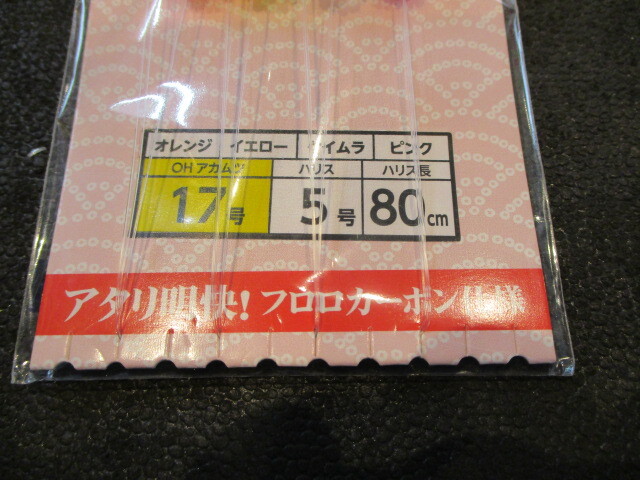 オレンジ イエロー ケイムラ ピンク
OHアカムツ ハリス ハリス長
17号 5号 80cm
アタリ明快!フロロカーボン仕様